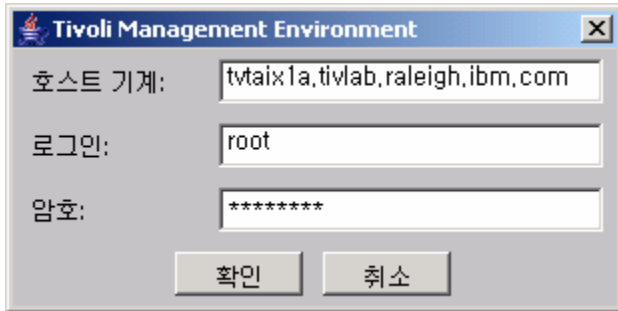 Tivoli Management Environment
호스트 기계: tvtaix1a,tivlab,raleigh,ibm,com
로그인: root
암호: ********
확인 취소